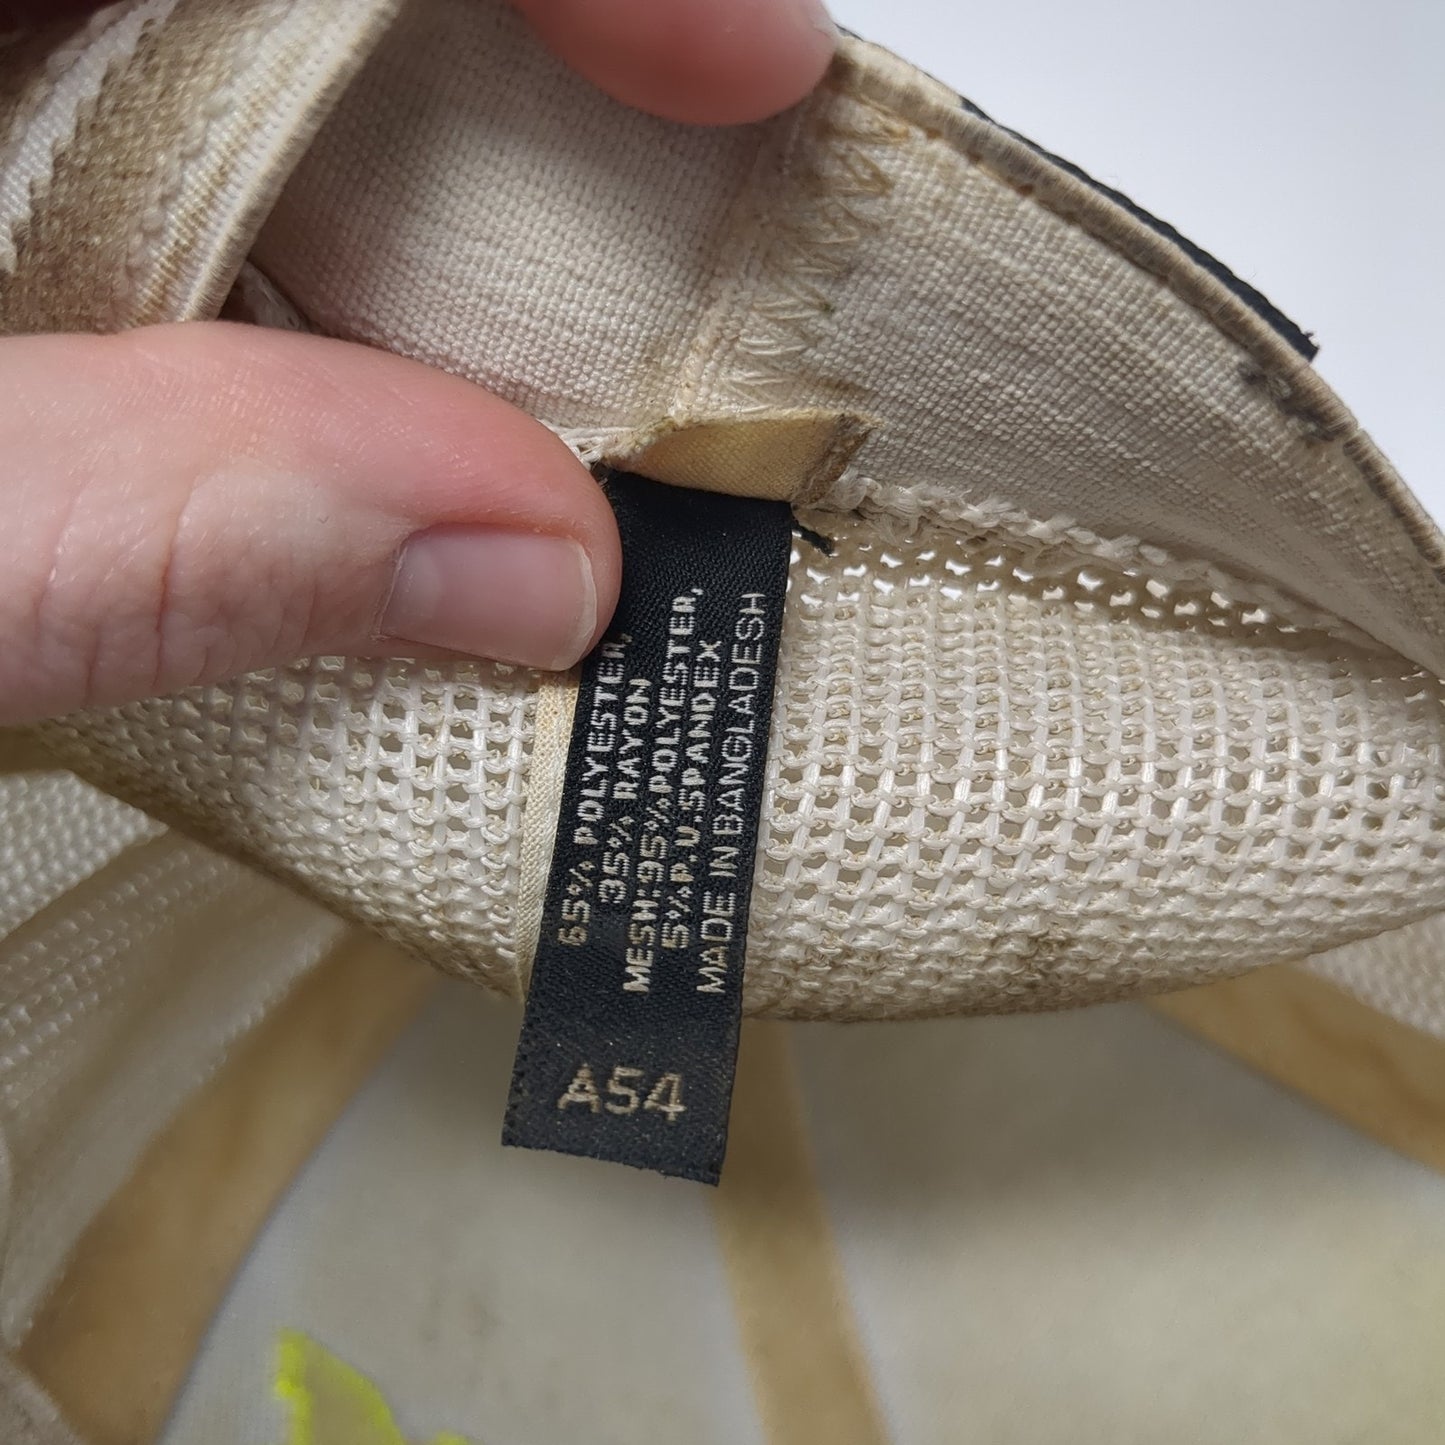 65% POLYESTER,
35% RAYON
MESH:95% POLYESTER,
5% P.U.SPANDEX
MADE IN BANGLADESH
A54